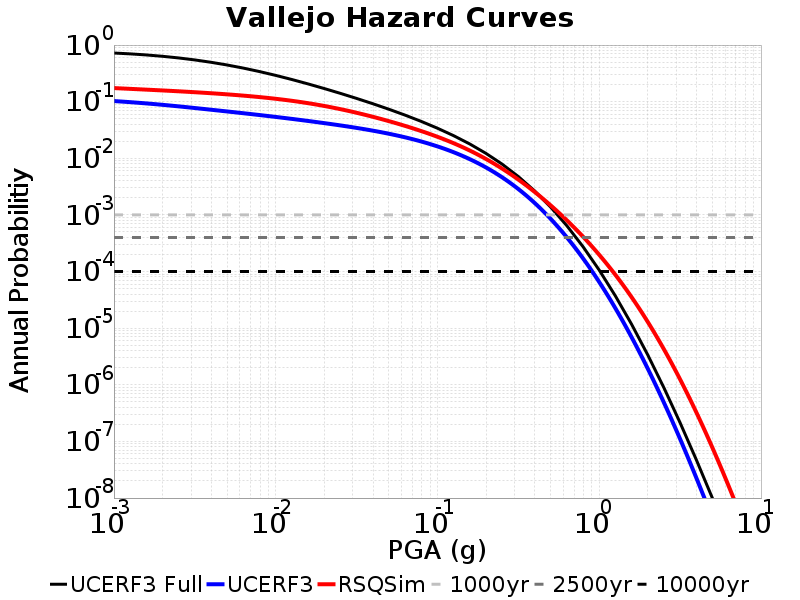 Vallejo Hazard Curves
Annual Probabilitiy
10^0
10^-1
10^-2
10^-3
10^-4
10^-5
10^-6
10^-7
10^-8
10^-3 10^-2 10^-1 10^0 10^1
PGA (g)
UCERF3 Full UCERF3 RSQSim 1000yr 2500yr 10000yr